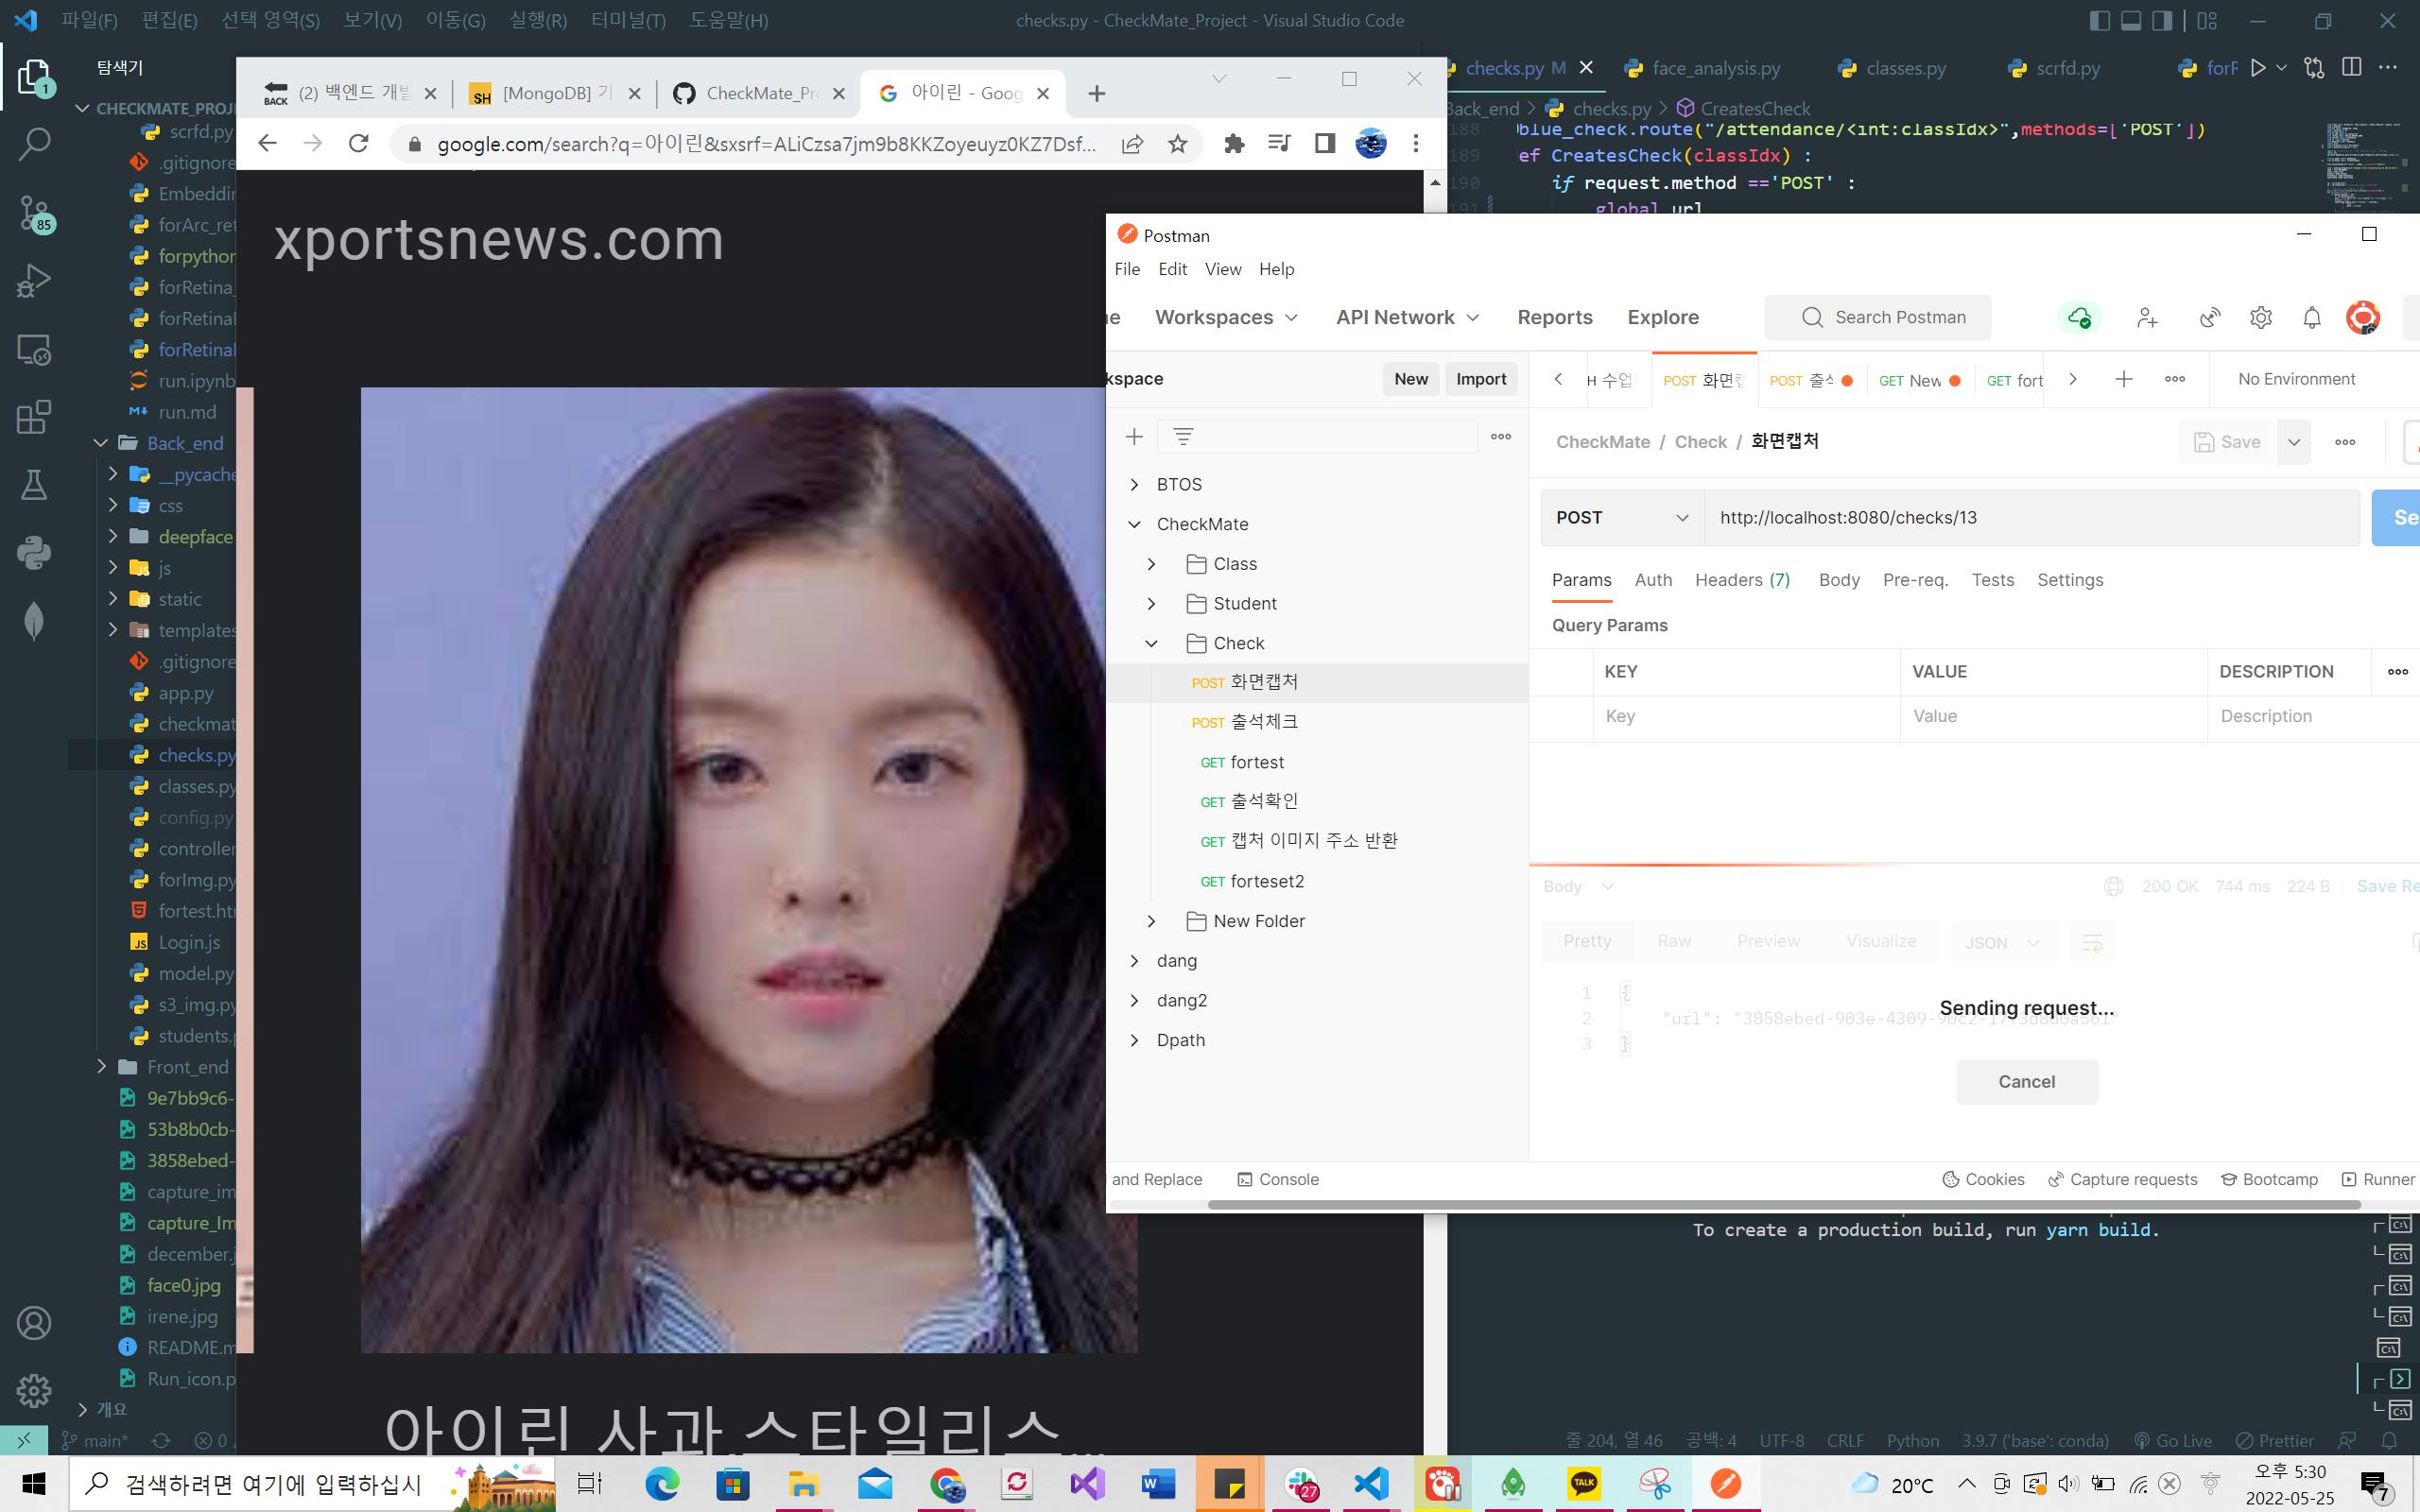 파일(F) 편집(E) 선택 영역(S) 보기(V) 이동(G) 실행(R) 터미널(T) 도움말(H)
checks.py - CheckMate_Project - Visual Studio Code
탐색기
CHECKMATE_PROJ
scrfd.py
.gitignore
Embeddin
forArc_ret
forpython
forRetina_
forRetina
forRetina
run.ipynb
run.md
Back_end
__pycache
css
deepface
js
static
templates
.gitignore
app.py
checkmat
checks.py
classes.py
config.py
controller
forImg.py
fortest.ht
Login.js
model.py
s3_img.py
students.
Front_end
9e7bb9c6-
53b8b0cb-
3858ebed-
capture_im
capture_Im
december.j
face0.jpg
irene.jpg
README.m
Run_icon.p
개요
1
85
main*
0
BACK (2) 백엔드 개발
SH [MongoDB] 기
CheckMate_Pro
아이린 - Goog
google.com/search?q=아이린&sxsrf=ALiCzsa7jm9b8KKZoyeuyz0KZ7Dsf...
xportsnews.com
아이린 사과,스타일리스...
checks.py M
face_analysis.py
classes.py
scrfd.py
forR
Back_end > checks.py > CreatesCheck
188 blue_check.route("/attendance/<int:classIdx>",methods=['POST'])
189 ef CreatesCheck(classIdx) :
190 if request.method =='POST' :
191 global url
Postman
File Edit View Help
Workspaces API Network Reports Explore Search Postman
kspace New Import
수업
POST 화면캡
POST 출석
GET New
GET fort
No Environment
CheckMate / Check / 화면캡처
Save
BTOS
CheckMate
Class
Student
Check
POST 화면캡처
POST 출석체크
GET fortest
GET 출석확인
GET 캡처 이미지 주소 반환
GET forteset2
New Folder
dang
dang2
Dpath
POST http://localhost:8080/checks/13
Se
Params Auth Headers (7) Body Pre-req. Tests Settings
Query Params
KEY VALUE DESCRIPTION
Key Value Description
Body 200 OK 744 ms 224 B Save Re
Pretty Raw Preview Visualize JSON
1 {
2 "url":
3 }
Sending request...
Cancel
and Replace Console Cookies Capture requests Bootcamp Runner
To create a production build, run yarn build.
줄 204, 열 46 공백: 4 UTF-8 CRLF Python 3.9.7 ('base': conda) Go Live Prettier
검색하려면 여기에 입력하십시
27
TALK
20°C
오후 5:30
2022-05-25
7